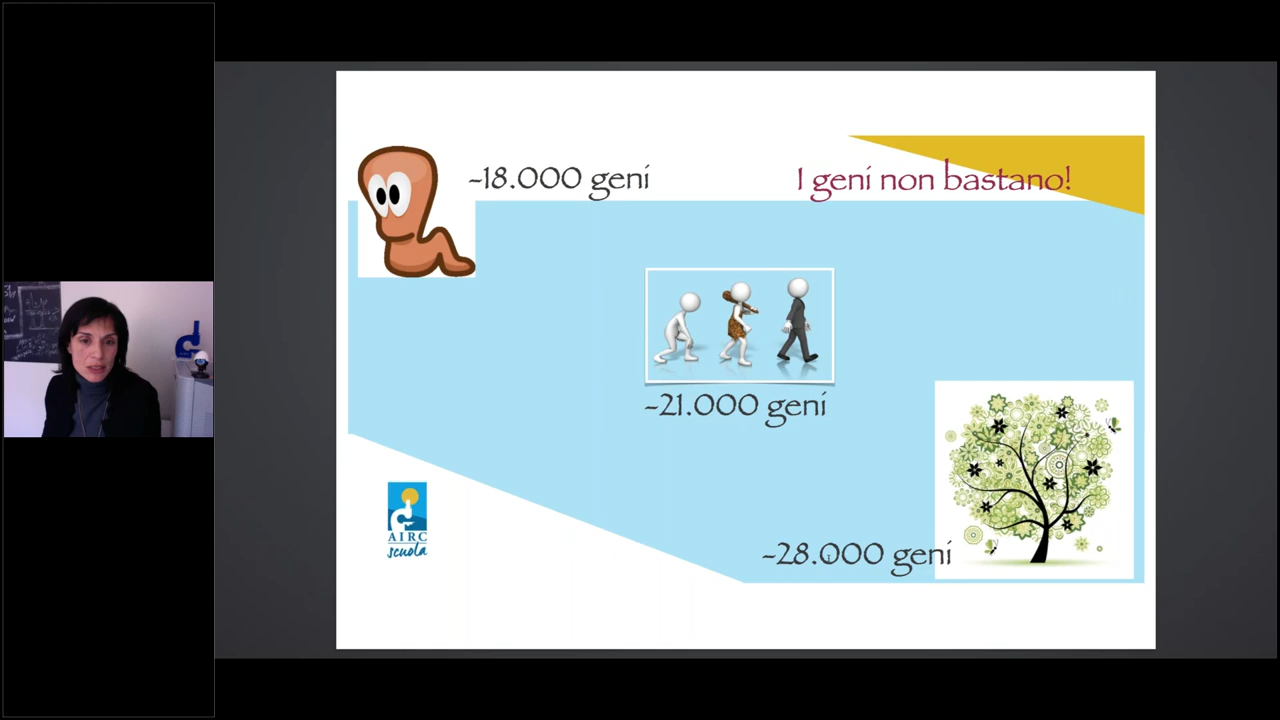 ~18.000 geni
I geni non bastano!
~21.000 geni
~28.000 geni
AIRC
scuola